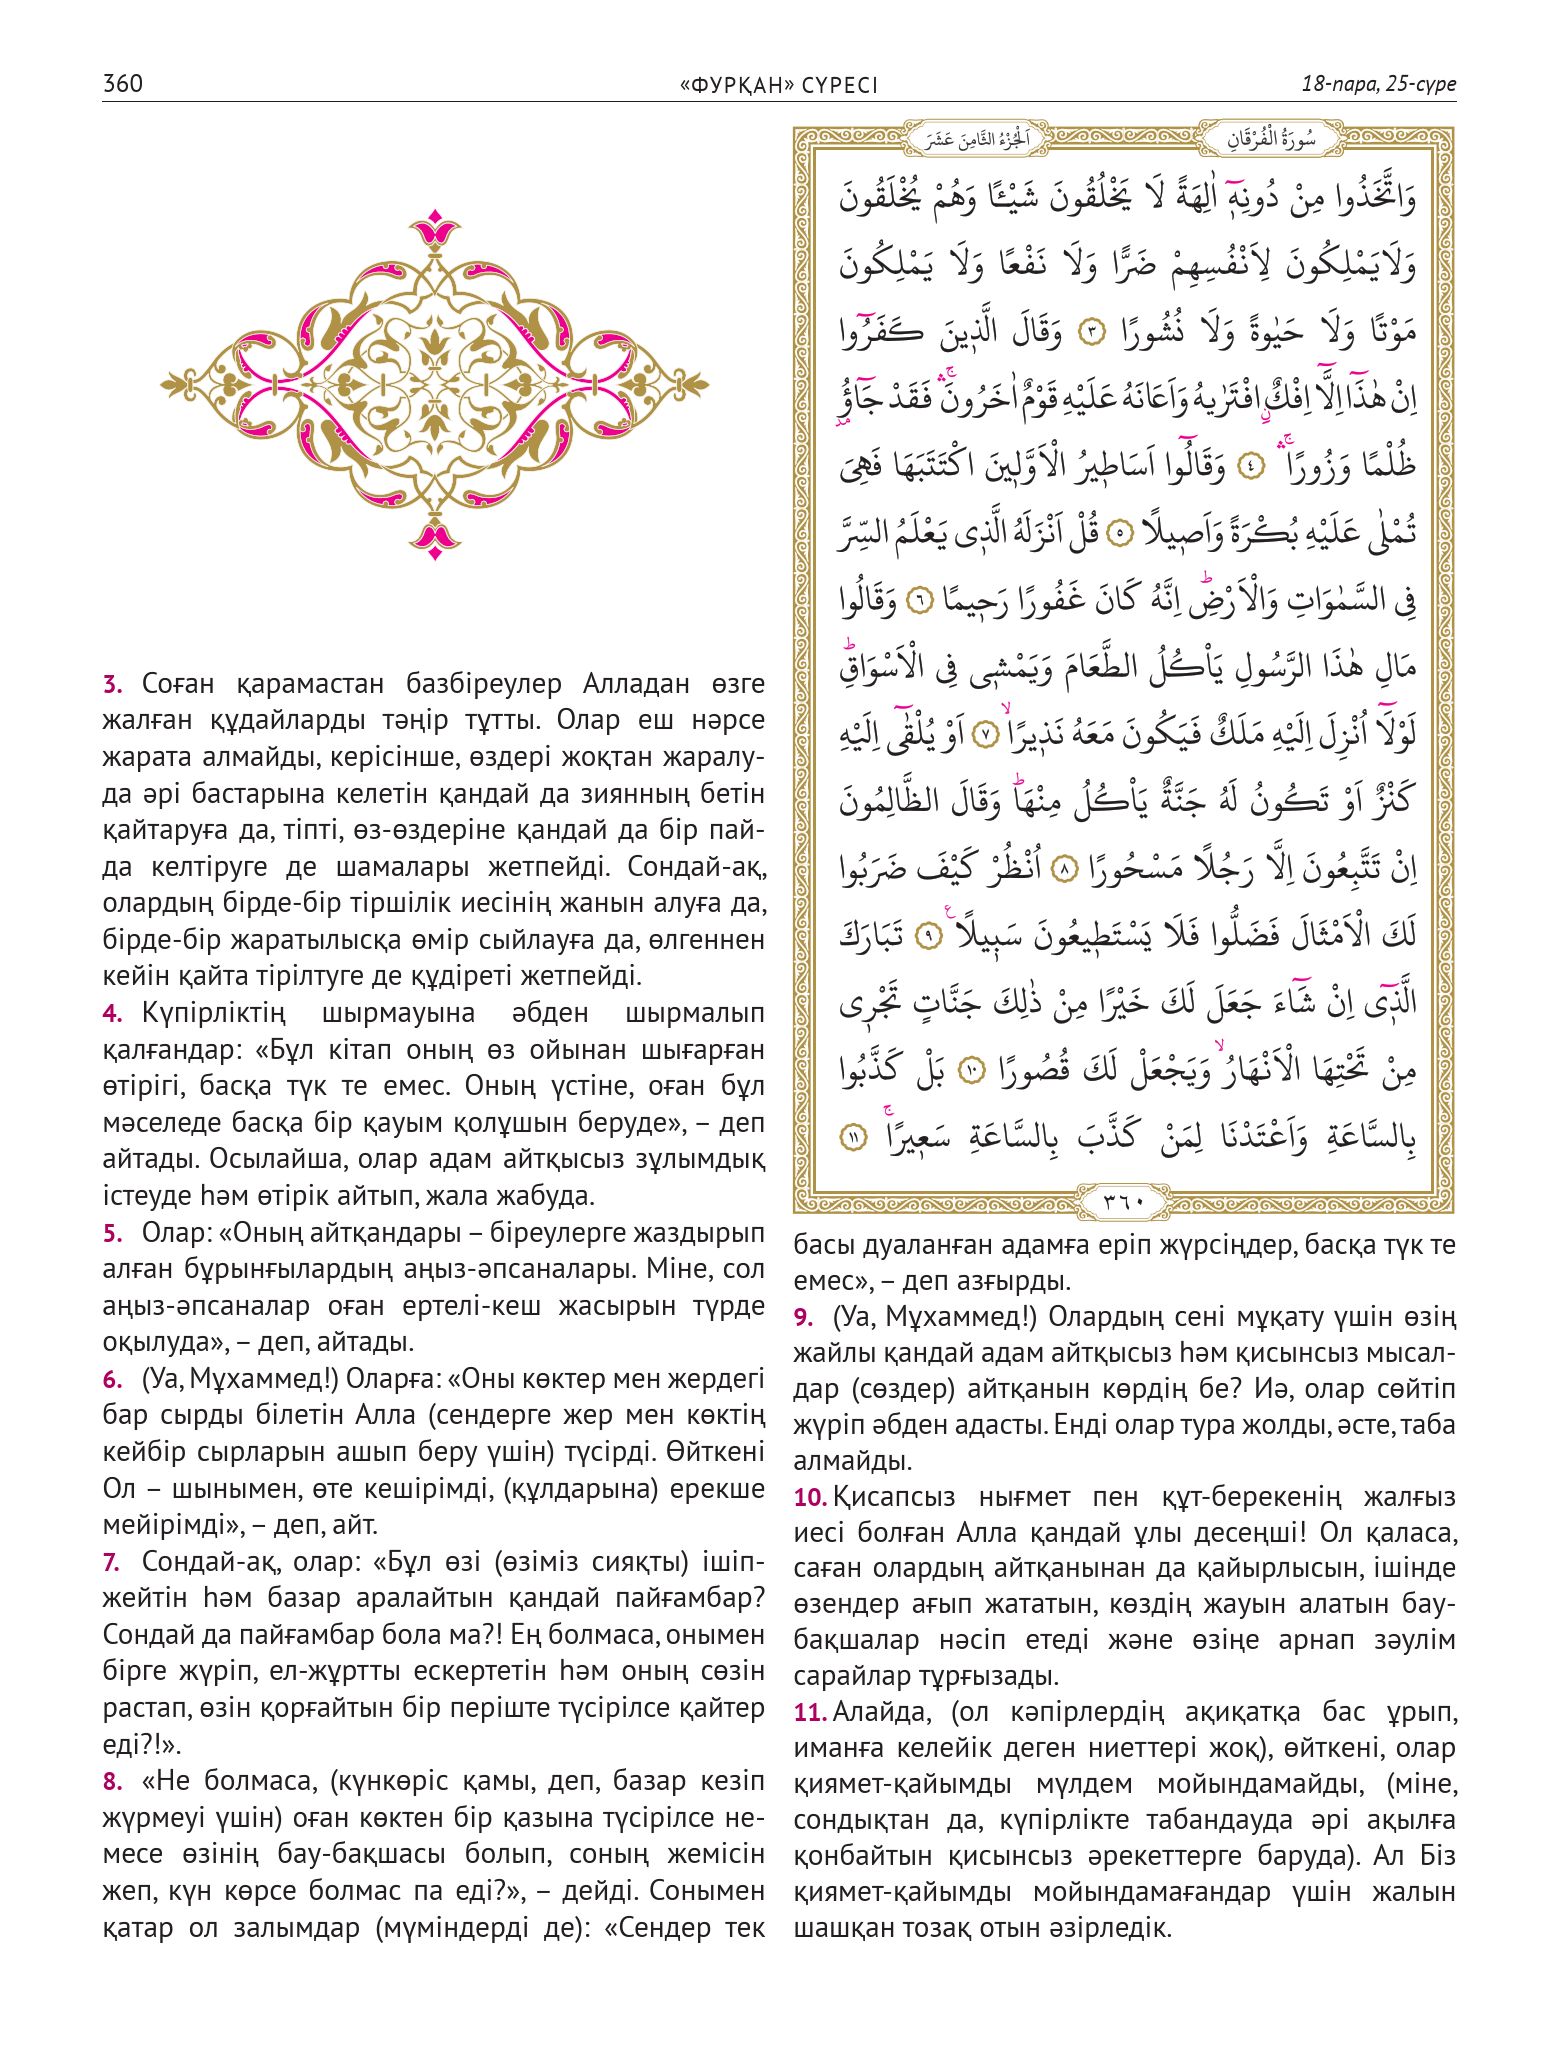 360
«ФУРҚАН» СҮРЕСІ
18-пара, 25-сүре
3. Соған қарамастан базбіреулер Алладан өзге
жалған құдайларды тәңір тұтты. Олар еш нәрсе
жарата алмайды, керісінше, өздері жоқтан жаралу-
да әрі бастарына келетін қандай да зиянның бетін
қайтаруға да, тіпті, өз-өздеріне қандай да бір пай-
да келтіруге де шамалары жетпейді. Сондай-ақ,
олардың бірде-бір тіршілік иесінің жанын алуға да,
бірде-бір жаратылысқа өмір сыйлауға да, өлгеннен
кейін қайта тірілтуге де құдіреті жетпейді.
4. Күпірліктің шырмауына әбден шырмалып
қалғандар: «Бұл кітап оның өз ойынан шығарған
өтірігі, басқа түк те емес. Оның үстіне, оған бұл
мәселеде басқа бір қауым қолұшын беруде», – деп
айтады. Осылайша, олар адам айтқысыз зұлымдық
істеуде һәм өтірік айтып, жала жабуда.
5. Олар: «Оның айтқандары – біреулерге жаздырып
алған бұрынғылардың аңыз-әпсаналары. Міне, сол
аңыз-әпсаналар оған ертелі-кеш жасырын түрде
оқылуда», – деп, айтады.
6. (Уа, Мұхаммед!) Оларға: «Оны көктер мен жердегі
бар сырды білетін Алла (сендерге жер мен көктің
кейбір сырларын ашып беру үшін) түсірді. Өйткені
Ол – шынымен, өте кешірімді, (құлдарына) ерекше
мейірімді», – деп, айт.
7. Сондай-ақ, олар: «Бұл өзі (өзіміз сияқты) ішіп-
жейтін һәм базар аралайтын қандай пайғамбар?
Сондай да пайғамбар бола ма?! Ең болмаса, онымен
бірге жүріп, ел-жұртты ескертетін һәм оның сөзін
растап, өзін қорғайтын бір періште түсірілсе қайтер
еді?!».
8. «Не болмаса, (күнкөріс қамы, деп, базар кезіп
жүрмеуі үшін) оған көктен бір қазына түсірілсе не-
месе өзінің бау-бақшасы болып, соның жемісін
жеп, күн көрсе болмас па еді?», – дейді. Сонымен
қатар ол залымдар (мүміндерді де): «Сендер тек
اَلْجُزْءُ الثَّامِنَ عَشَرَ
سُورَةُ الْفُرْقَانِ
وَاتَّخَذُوا مِنْ دُونِهِٓ اٰلِهَةً لَا يَخْلُقُونَ شَيْـًٔا وَهُمْ يُخْلَقُونَ
وَلَا يَمْلِكُونَ لِاَنْفُسِهِمْ ضَرًّا وَلَا نَفْعًا وَلَا يَمْلِكُونَ
مَوْتًا وَلَا حَيٰوةً وَلَا نُشُورًا ٣ وَقَالَ الَّذ۪ينَ كَفَرُٓوا
اِنْ هٰذَٓا اِلَّٓا اِفْكٌۨ افْتَرٰيهُ وَاَعَانَهُ عَلَيْهِ قَوْمٌ اٰخَرُونَۚۛ فَقَدْ جَٓاؤُ۫
ظُلْمًا وَزُورًاۚۛ ٤ وَقَالُٓوا اَسَاط۪يرُ الْاَوَّل۪ينَ اكْتَتَبَهَا فَهِيَ
تُمْلٰى عَلَيْهِ بُكْرَةً وَاَص۪يلًا ٥ قُلْ اَنْزَلَهُ الَّذ۪ى يَعْلَمُ السِّرَّ
فِى السَّمٰوَاتِ وَالْاَرْضِۜ اِنَّهُ كَانَ غَفُورًا رَح۪يمًا ٦ وَقَالُوا
مَالِ هٰذَا الرَّسُولِ يَاْكُلُ الطَّعَامَ وَيَمْش۪ى فِى الْاَسْوَاقِۜ
لَوْلَٓا اُنْزِلَ اِلَيْهِ مَلَكٌ فَيَكُونَ مَعَهُ نَذ۪يرًاۙ ٧ اَوْ يُلْقٰٓى اِلَيْهِ
كَنْزٌ اَوْ تَكُونُ لَهُ جَنَّةٌ يَاْكُلُ مِنْهَاۜ وَقَالَ الظَّالِمُونَ
اِنْ تَتَّبِعُونَ اِلَّا رَجُلًا مَسْحُورًا ٨ اُنْظُرْ كَيْفَ ضَرَبُوا
لَكَ الْاَمْثَالَ فَضَلُّوا فَلَا يَسْتَط۪يعُونَ سَب۪يلًا۟ ٩ تَبَارَكَ
الَّذ۪ٓى اِنْ شَٓاءَ جَعَلَ لَكَ خَيْرًا مِنْ ذٰلِكَ جَنَّاتٍ تَجْر۪ى
مِنْ تَحْتِهَا الْاَنْهَارُۙ وَيَجْعَلْ لَكَ قُصُورًا ١٠ بَلْ كَذَّبُوا
بِالسَّاعَةِ وَاَعْتَدْنَا لِمَنْ كَذَّبَ بِالسَّاعَةِ سَع۪يرًاۚ ١١
٣٦٠
басы дуаланған адамға еріп жүрсіңдер, басқа түк те
емес», – деп азғырды.
9. (Уа, Мұхаммед!) Олардың сені мұқату үшін өзің
жайлы қандай адам айтқысыз һәм қисынсыз мысал-
дар (сөздер) айтқанын көрдің бе? Иә, олар сөйтіп
жүріп әбден адасты. Енді олар тура жолды, әсте, таба
алмайды.
10. Қисапсыз нығмет пен құт-берекенің жалғыз
иесі болған Алла қандай ұлы десеңші! Ол қаласа,
саған олардың айтқанынан да қайырлысын, ішінде
өзендер ағып жататын, көздің жауын алатын бау-
бақшалар нәсіп етеді және өзіңе арнап зәулім
сарайлар тұрғызады.
11. Алайда, (ол кәпірлердің ақиқатқа бас ұрып,
иманға келейік деген ниеттері жоқ), өйткені, олар
қиямет-қайымды мүлдем мойындамайды, (міне,
сондықтан да, күпірлікте табандауда әрі ақылға
қонбайтын қисынсыз әрекеттерге баруда). Ал Біз
қиямет-қайымды мойындамағандар үшін жалын
шашқан тозақ отын әзірледік.